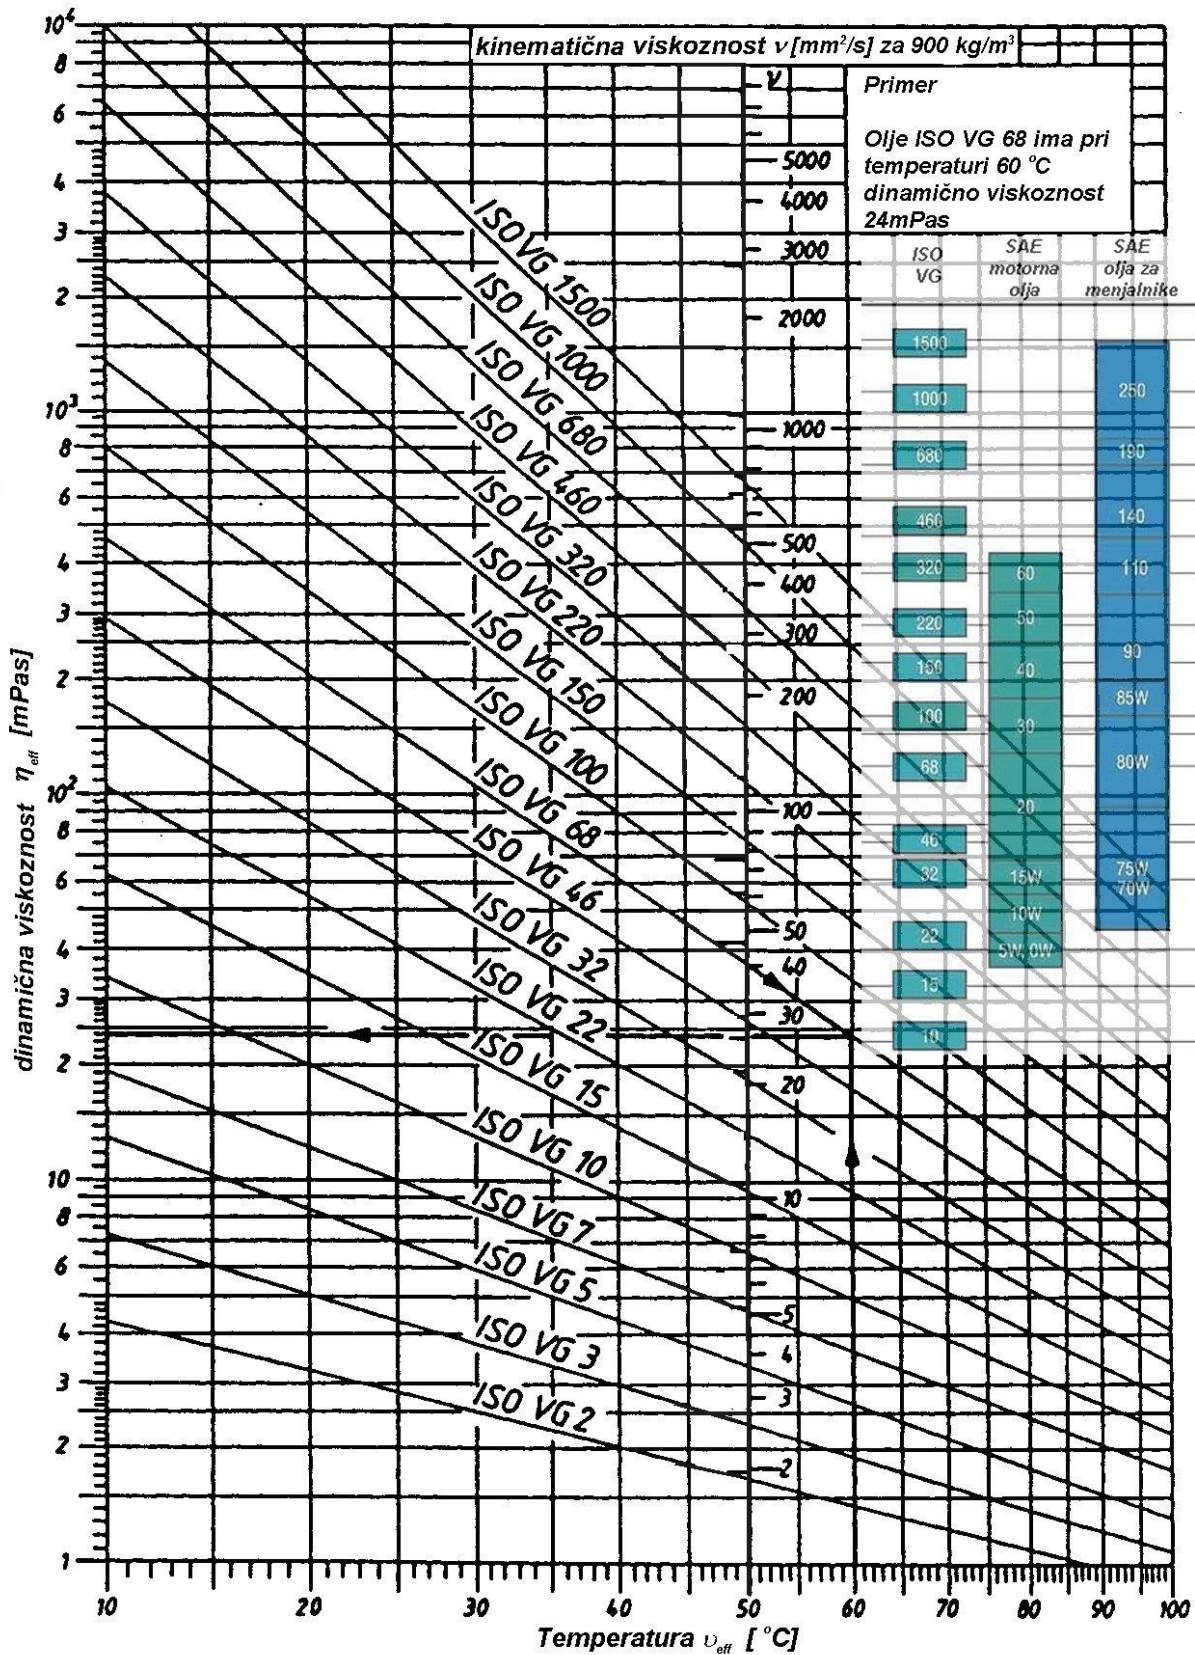 kinematična viskoznost ν [mm²/s] za 900 kg/m³
Primer
Olje ISO VG 68 ima pri
temperaturi 60 °C
dinamično viskoznost
24mPas
dinamična viskoznost η eff [mPas]
10⁴
8
6
4
3
2
10³
8
6
4
3
2
10²
8
6
4
3
2
10
8
6
4
3
2
1
ISO VG 1500
ISO VG 1000
ISO VG 680
ISO VG 460
ISO VG 320
ISO VG 220
ISO VG 150
ISO VG 100
ISO VG 68
ISO VG 46
ISO VG 32
ISO VG 22
ISO VG 15
ISO VG 10
ISO VG 7
ISO VG 5
ISO VG 3
ISO VG 2
ν
5000
4000
3000
2000
1000
500
400
300
200
100
50
40
30
20
10
5
4
3
2
ISO
VG
1500
1000
680
460
320
220
150
100
68
46
32
22
15
10
SAE
motorna
olja
60
50
40
30
20
15W
10W
5W, 0W
SAE
olja za
menjalnike
250
190
140
110
90
85W
80W
75W
70W
10 20 30 40 50 60 70 80 90 100
Temperatura υ eff [ °C]